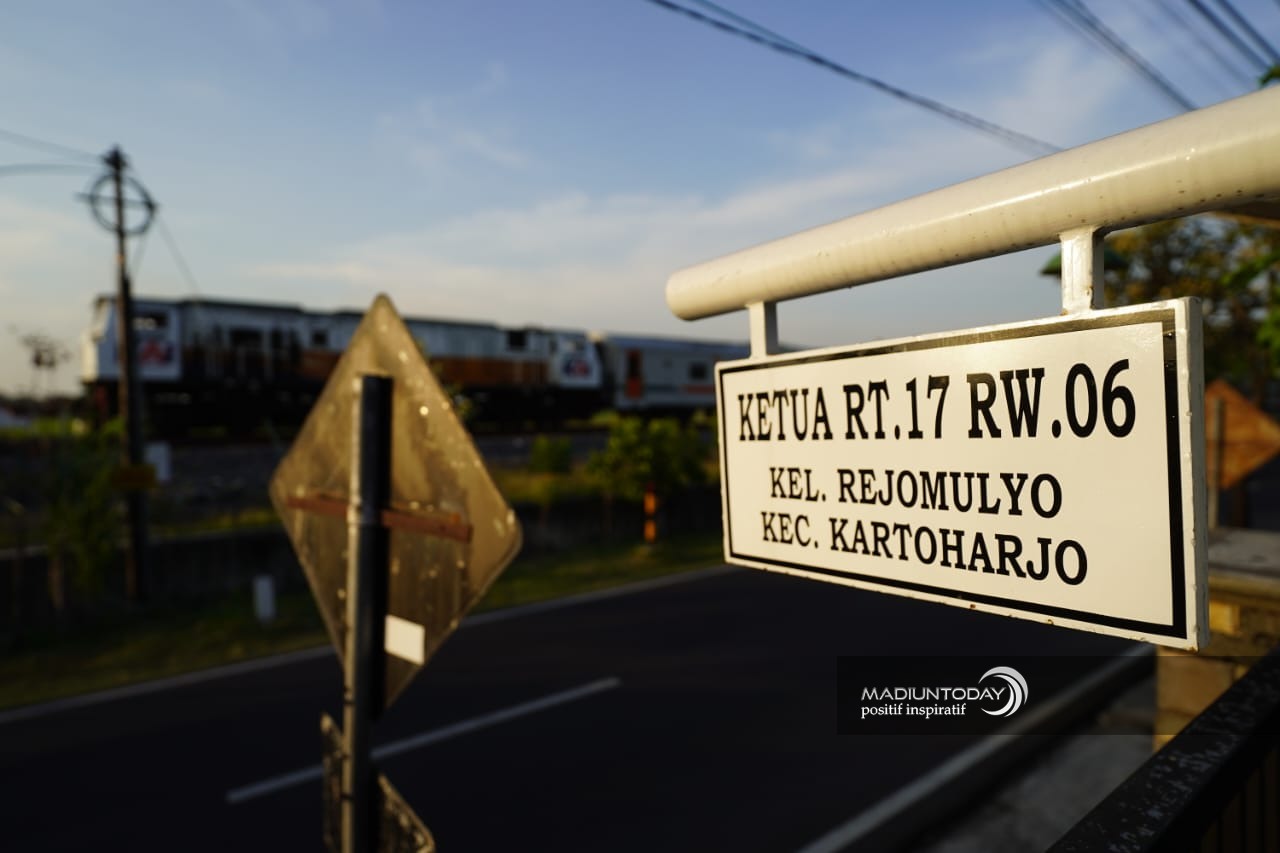 KETUA RT.17 RW.06
KEL. REJOMULYO
KEC. KARTOHARJO
MADIUNTODAY
positif inspiratif